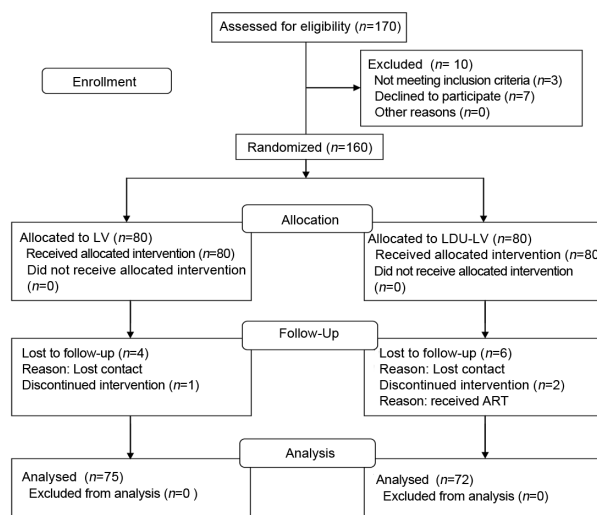 Assessed for eligibility (n=170)
Enrollment
Excluded (n= 10)
Not meeting inclusion criteria (n=3)
Declined to participate (n=7)
Other reasons (n=0)
Randomized (n=160)
Allocation
Allocated to LV (n=80)
Received allocated intervention (n=80)
Did not receive allocated intervention
(n=0)
Allocated to LDU-LV (n=80)
Received allocated intervention (n=80
Did not receive allocated intervention
(n=0)
Follow-Up
Lost to follow-up (n=4)
Reason: Lost contact
Discontinued intervention (n=1)
Lost to follow-up (n=6)
Reason: Lost contact
Discontinued intervention (n=2)
Reason: received ART
Analysis
Analysed (n=75)
Excluded from analysis (n=0 )
Analysed (n=72)
Excluded from analysis (n=0)